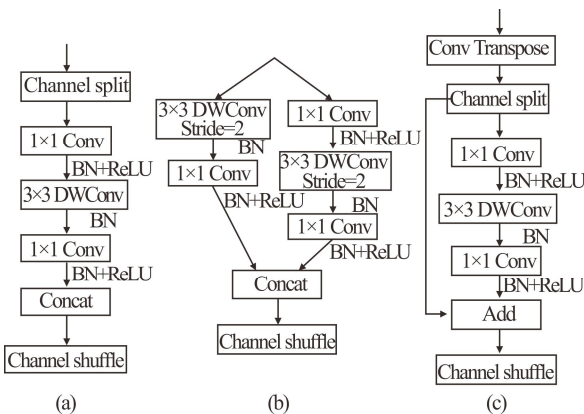 Channel split
1×1 Conv
BN+ReLU
3×3 DWConv
BN
1×1 Conv
BN+ReLU
Concat
Channel shuffle
(a)
3×3 DWConv
Stride=2
BN
1×1 Conv
BN+ReLU
1×1 Conv
BN+ReLU
3×3 DWConv
Stride=2
BN
1×1 Conv
BN+ReLU
Concat
Channel shuffle
(b)
Conv Transpose
Channel split
1×1 Conv
BN+ReLU
3×3 DWConv
BN
1×1 Conv
BN+ReLU
Add
Channel shuffle
(c)